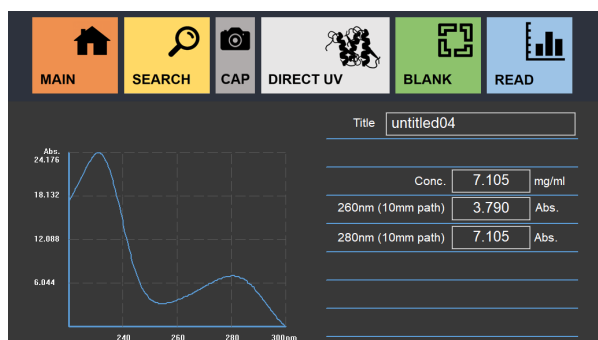 MAIN SEARCH CAP DIRECT UV BLANK READ
Title untitled04
Abs.
24.176
18.132
12.088
6.044
240 260 280 300nm
Conc. 7.105 mg/ml
260nm (10mm path) 3.790 Abs.
280nm (10mm path) 7.105 Abs.